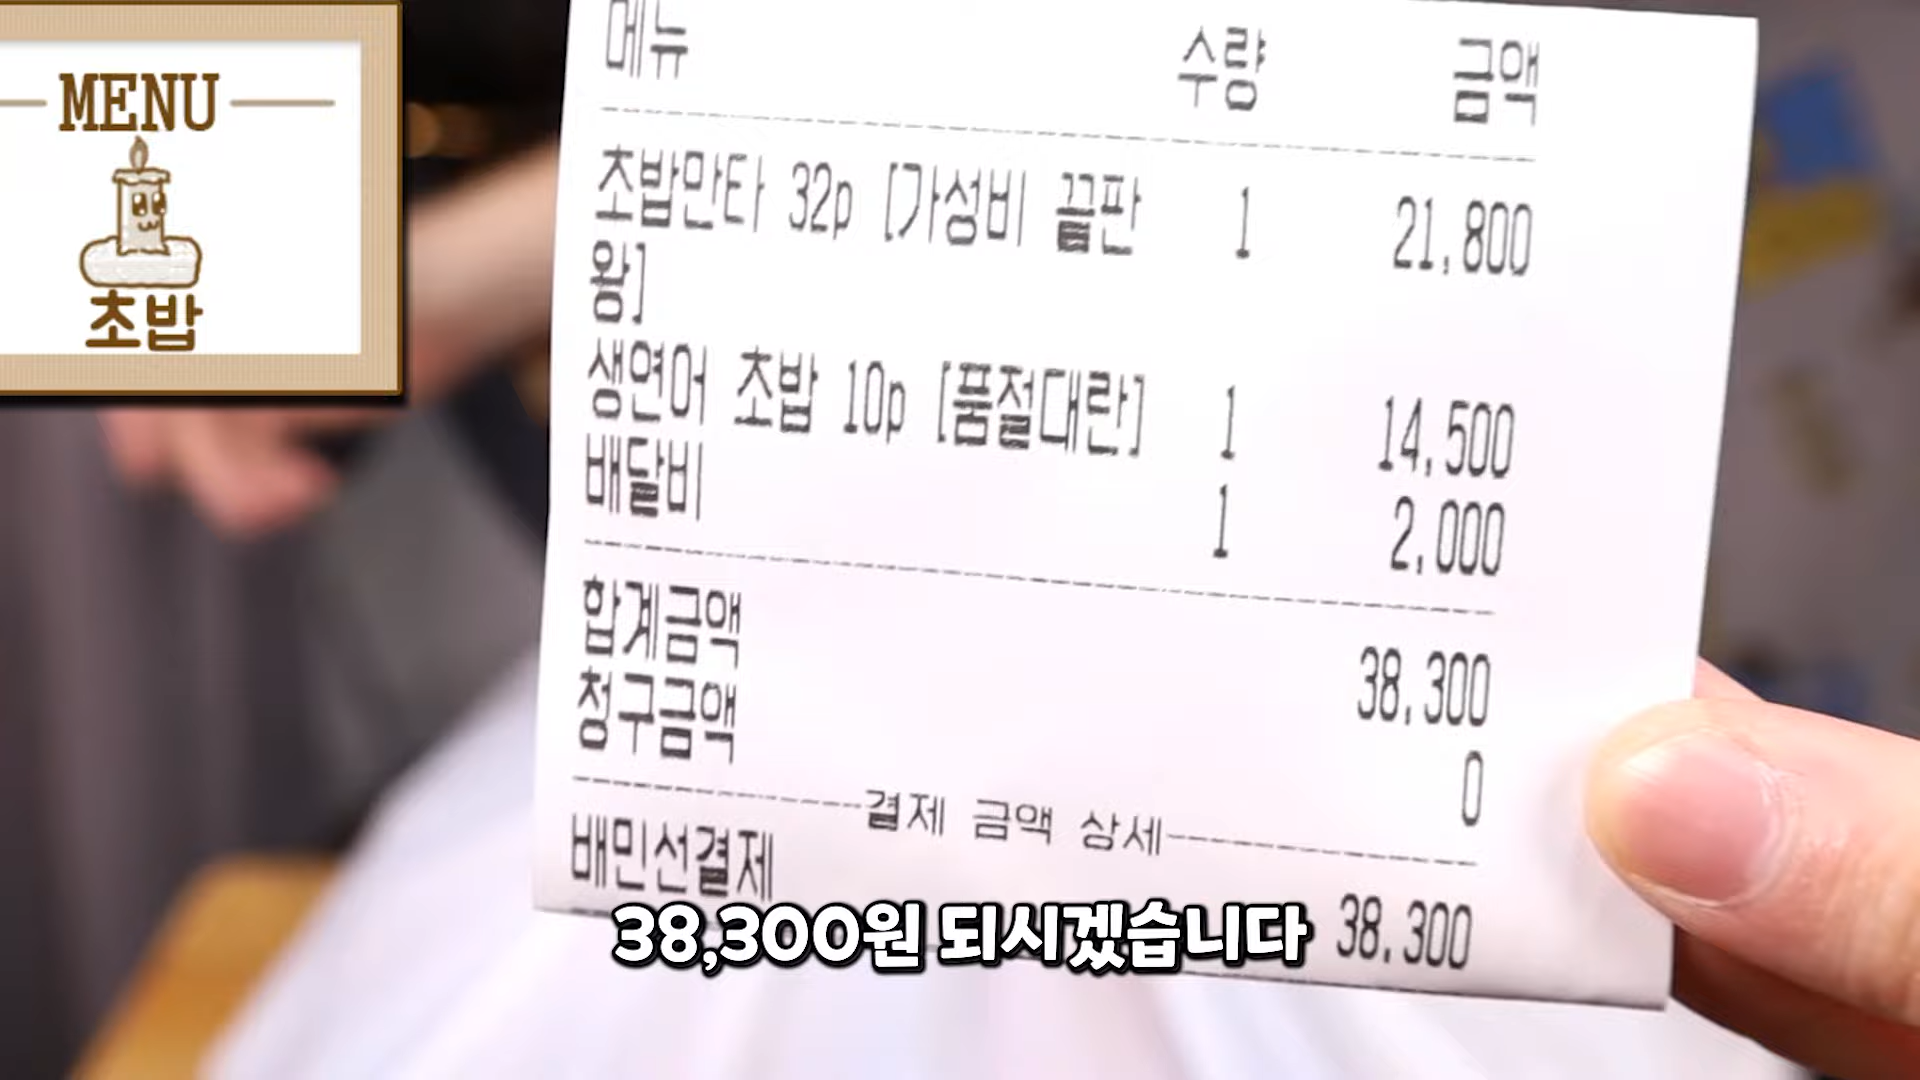 MENU
초밥
메뉴 수량 금액
초밥만타 32p [가성비 끝판 1 21,800
왕]
생연어 초밥 10p [품절대란] 1 14,500
배달비 1 2,000
합계금액 38,300
청구금액 0
결제 금액 상세
배민선결제 38,300
38,300원 되시겠습니다